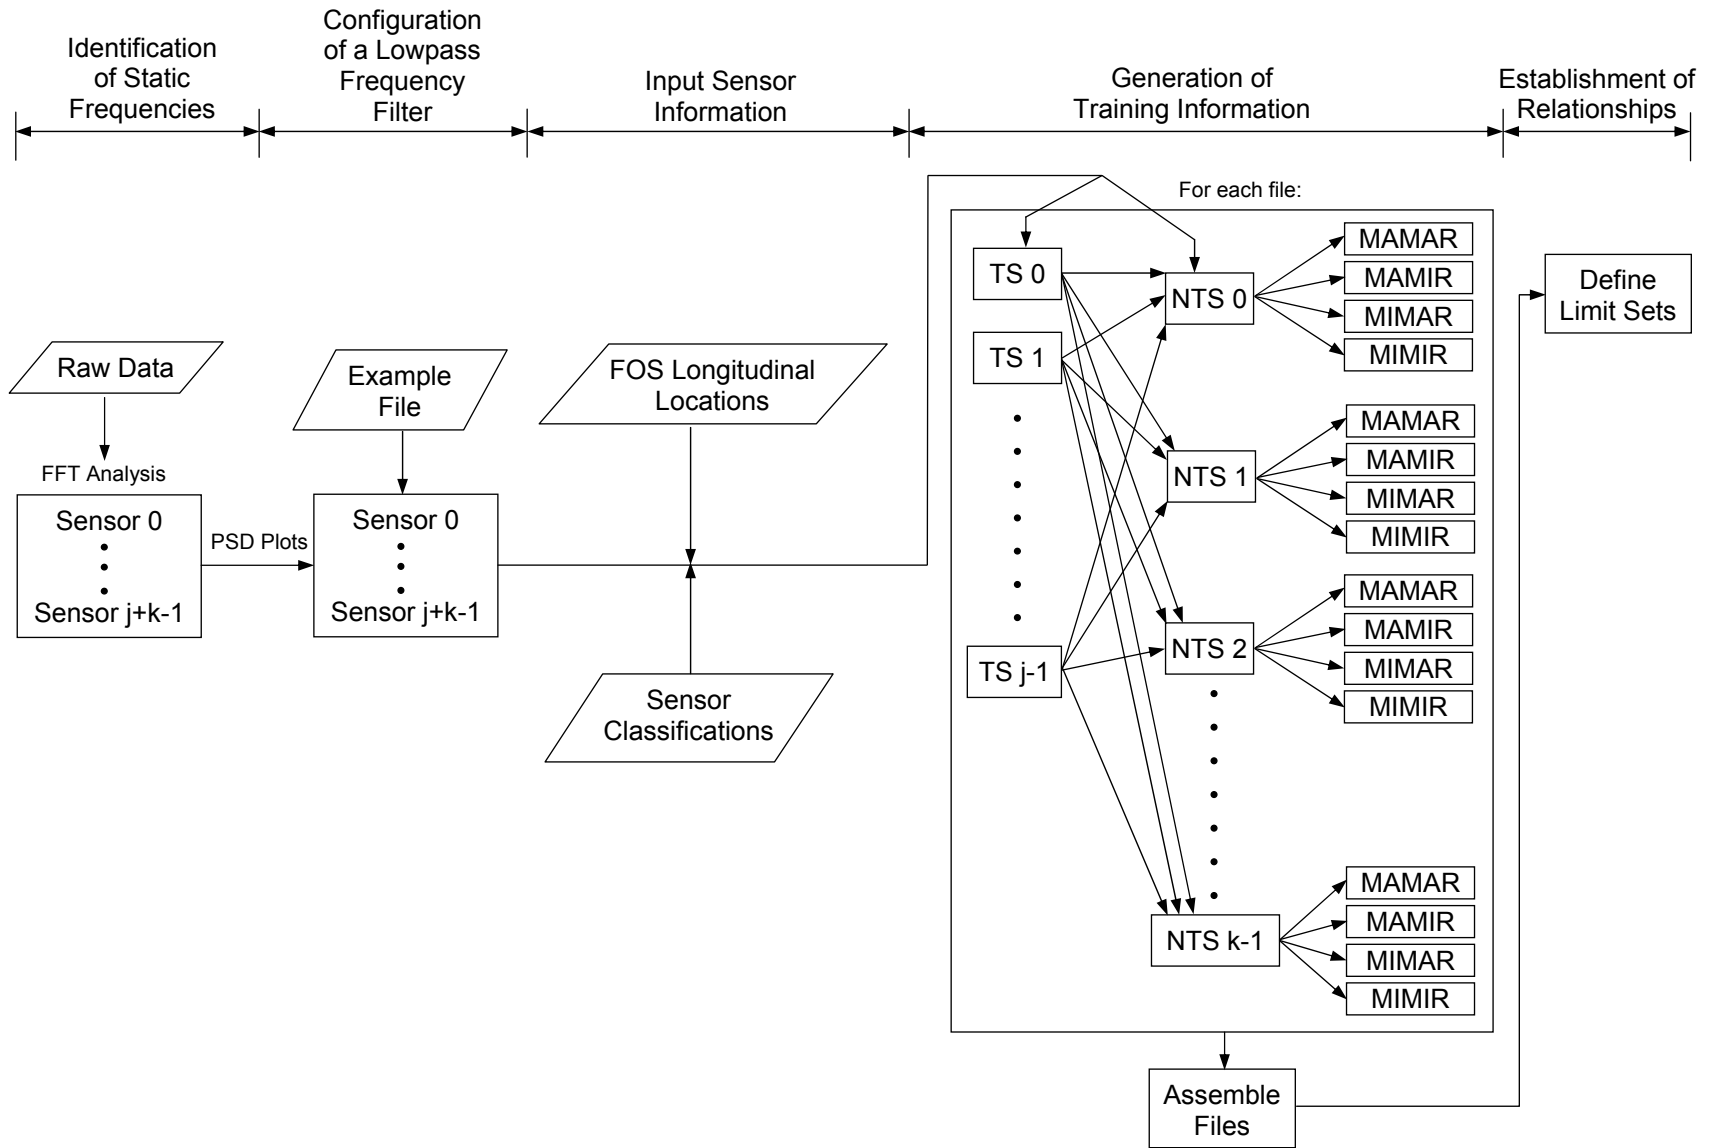 Identification
of Static
Frequencies
Configuration
of a Lowpass
Frequency
Filter
Input Sensor
Information
Generation of
Training Information
Establishment of
Relationships
Raw Data
FFT Analysis
Sensor 0
Sensor j+k-1
PSD Plots
Example
File
Sensor 0
Sensor j+k-1
FOS Longitudinal
Locations
Sensor
Classifications
For each file:
TS 0
TS 1
TS j-1
NTS 0
MAMAR
MAMIR
MIMAR
MIMIR
NTS 1
MAMAR
MAMIR
MIMAR
MIMIR
NTS 2
MAMAR
MAMIR
MIMAR
MIMIR
NTS k-1
MAMAR
MAMIR
MIMAR
MIMIR
Assemble
Files
Define
Limit Sets